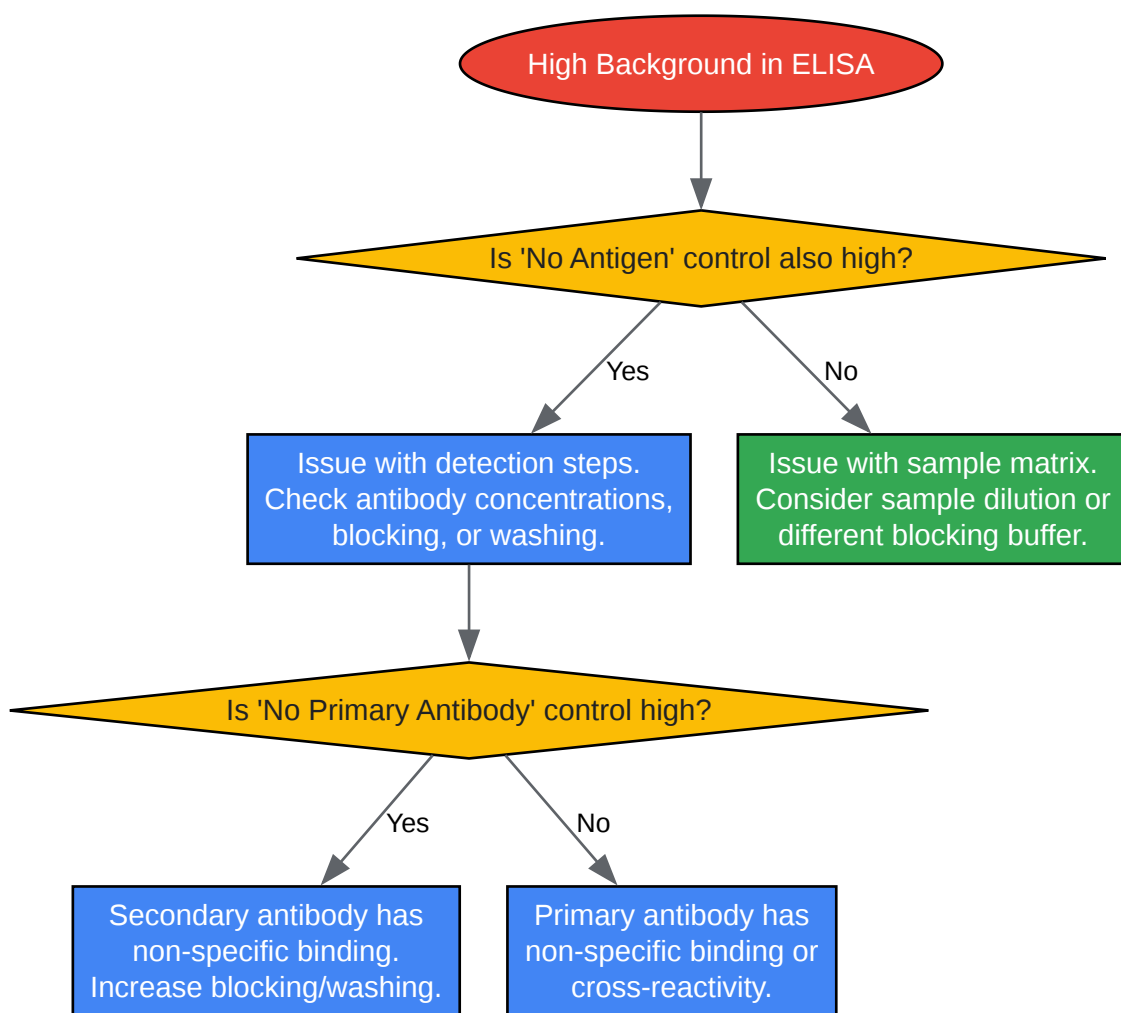 High Background in ELISA
Is 'No Antigen' control also high?
Yes
No
Issue with detection steps.
Check antibody concentrations,
blocking, or washing.
Issue with sample matrix.
Consider sample dilution or
different blocking buffer.
Is 'No Primary Antibody' control high?
Yes
No
Secondary antibody has
non-specific binding.
Increase blocking/washing.
Primary antibody has
non-specific binding or
cross-reactivity.